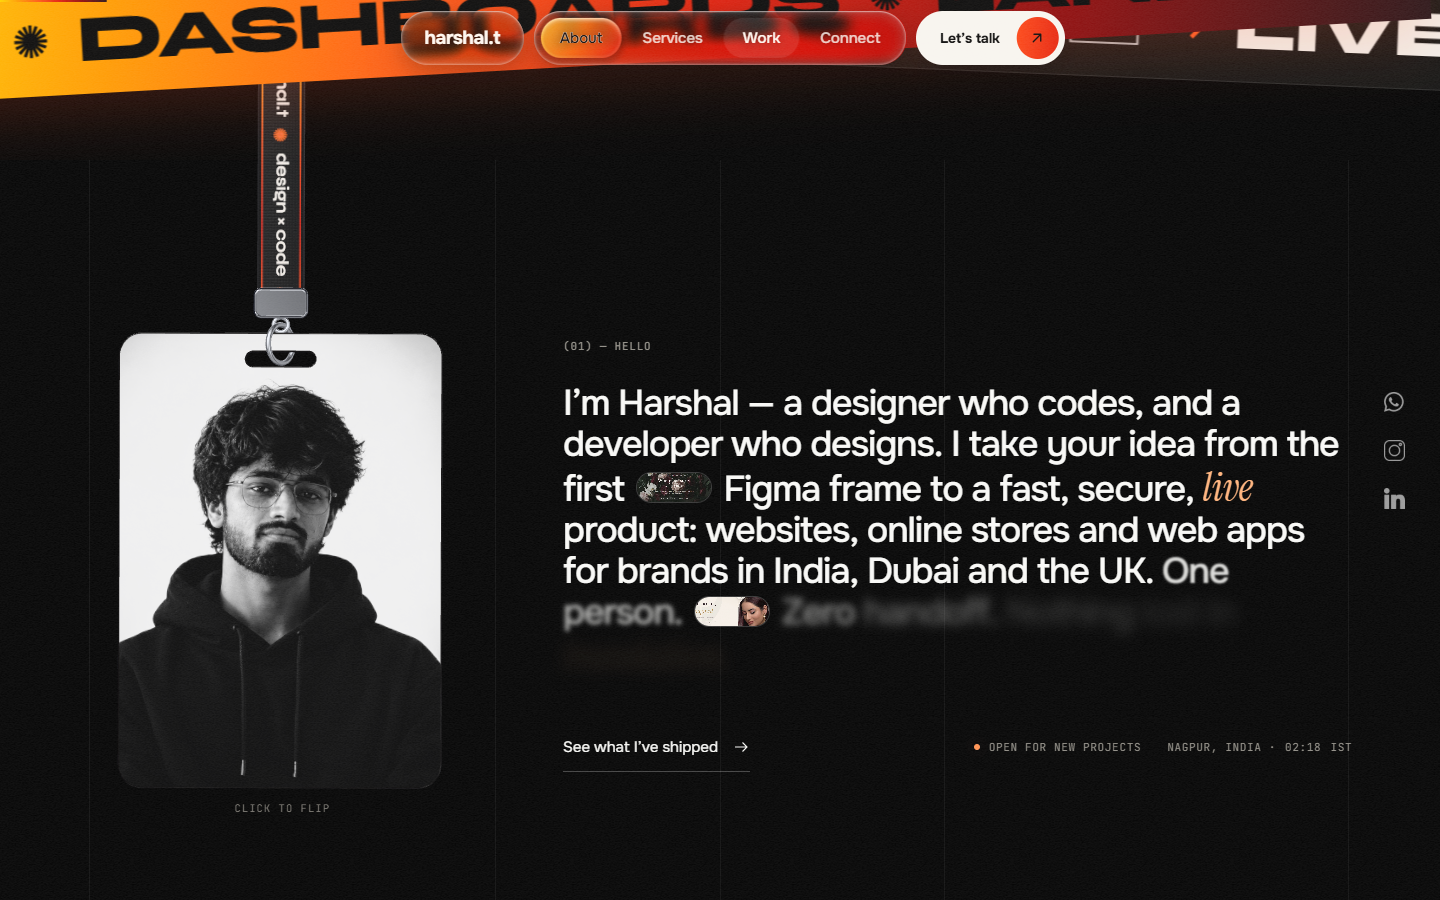 DASHBOARDS
LIVE
harshal.t
About
Services
Work
Connect
Let's talk
design × code
(01) — HELLO
I'm Harshal — a designer who codes, and a
developer who designs. I take your idea from the
first Figma frame to a fast, secure, live
product: websites, online stores and web apps
for brands in India, Dubai and the UK. One
person. Zero handoff.
See what I've shipped →
OPEN FOR NEW PROJECTS
NAGPUR, INDIA · 02:18 IST
CLICK TO FLIP
in